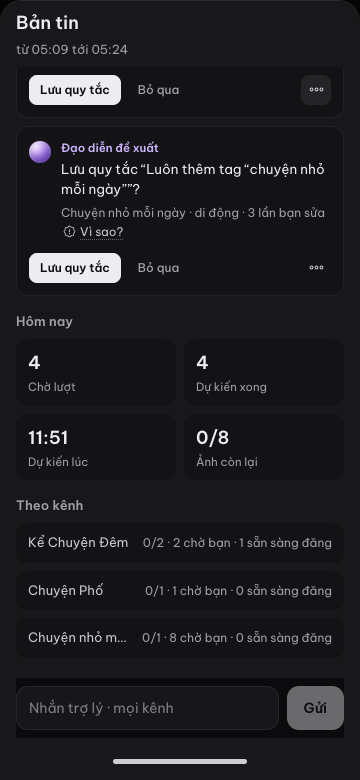 Bản tin
từ 05:09 tới 05:24
Lưu quy tắc Bỏ qua
Đạo diễn đề xuất
Lưu quy tắc “Luôn thêm tag “chuyện nhỏ
mỗi ngày””?
Chuyện nhỏ mỗi ngày · di động · 3 lần bạn sửa
Vì sao?
Lưu quy tắc Bỏ qua
Hôm nay
4 4
Chờ lượt Dự kiến xong
11:51 0/8
Dự kiến lúc Ảnh còn lại
Theo kênh
Kể Chuyện Đêm 0/2 · 2 chờ bạn · 1 sẵn sàng đăng
Chuyện Phố 0/1 · 1 chờ bạn · 0 sẵn sàng đăng
Chuyện nhỏ m... 0/1 · 8 chờ bạn · 0 sẵn sàng đăng
Nhắn trợ lý · mọi kênh Gửi